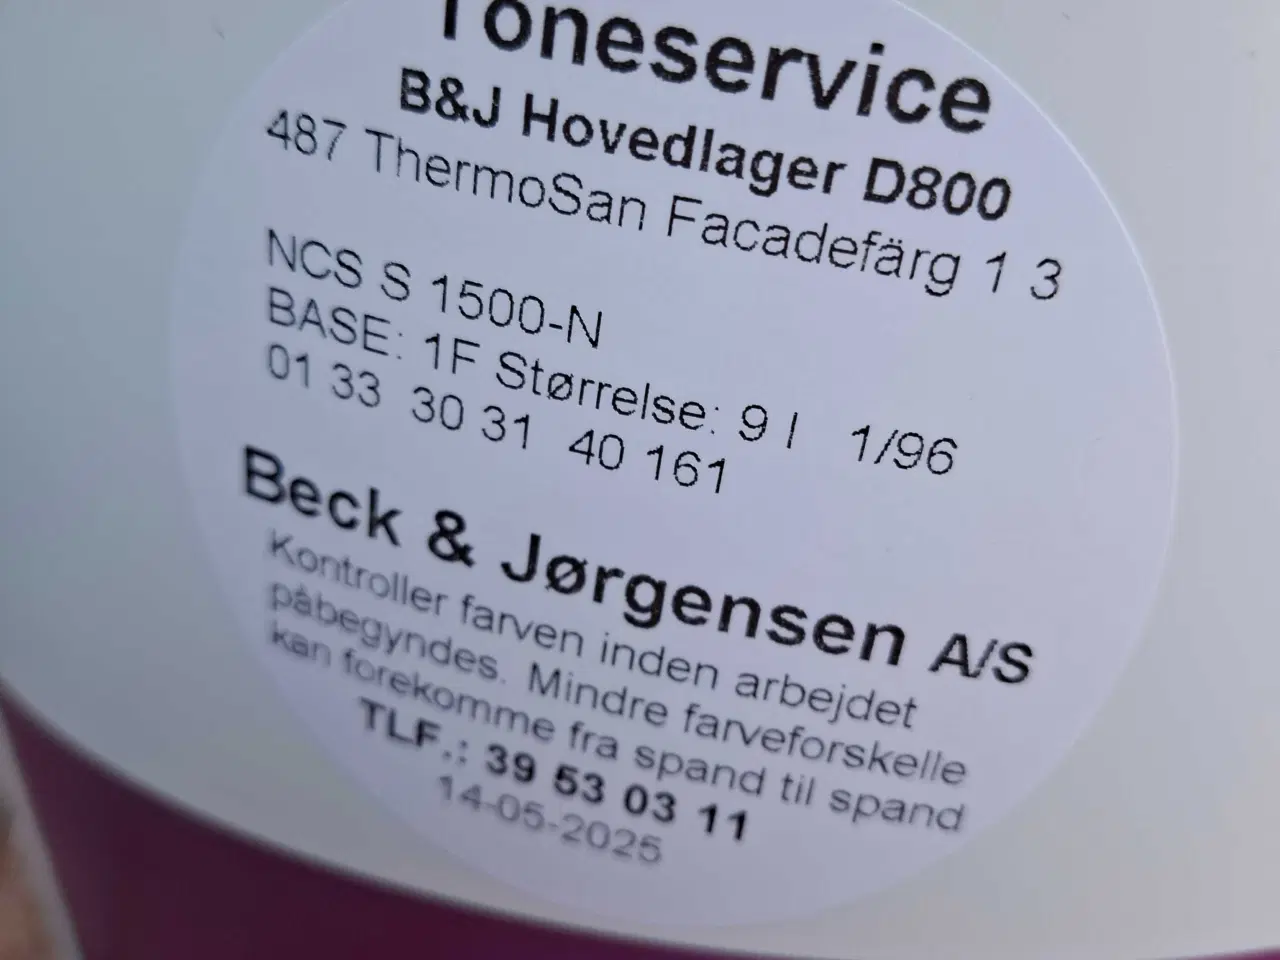 Toneservice
B&J Hovedlager D800
487 ThermoSan Facadefärg 1 3
NCS S 1500-N
BASE: 1F Størrelse: 9 l 1/96
01 33 30 31 40 161
Beck & Jørgensen A/S
Kontroller farven inden arbejdet
påbegyndes. Mindre farveforskelle
kan forekomme fra spand til spand
TLF.: 39 53 03 11
14-05-2025